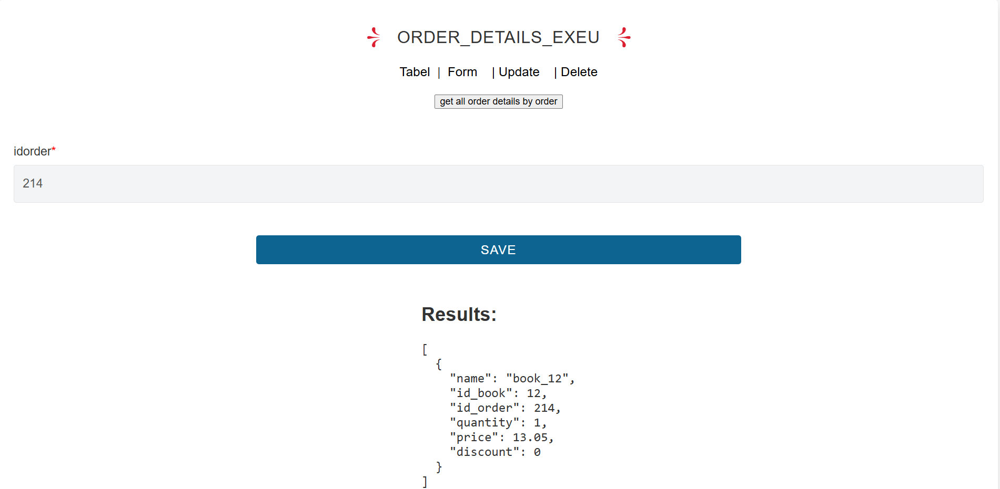 ORDER_DETAILS_EXEU
Tabel | Form | Update | Delete
get all order details by order
idorder*
214
SAVE
Results:
[
  {
    "name": "book_12",
    "id_book": 12,
    "id_order": 214,
    "quantity": 1,
    "price": 13.05,
    "discount": 0
  }
]